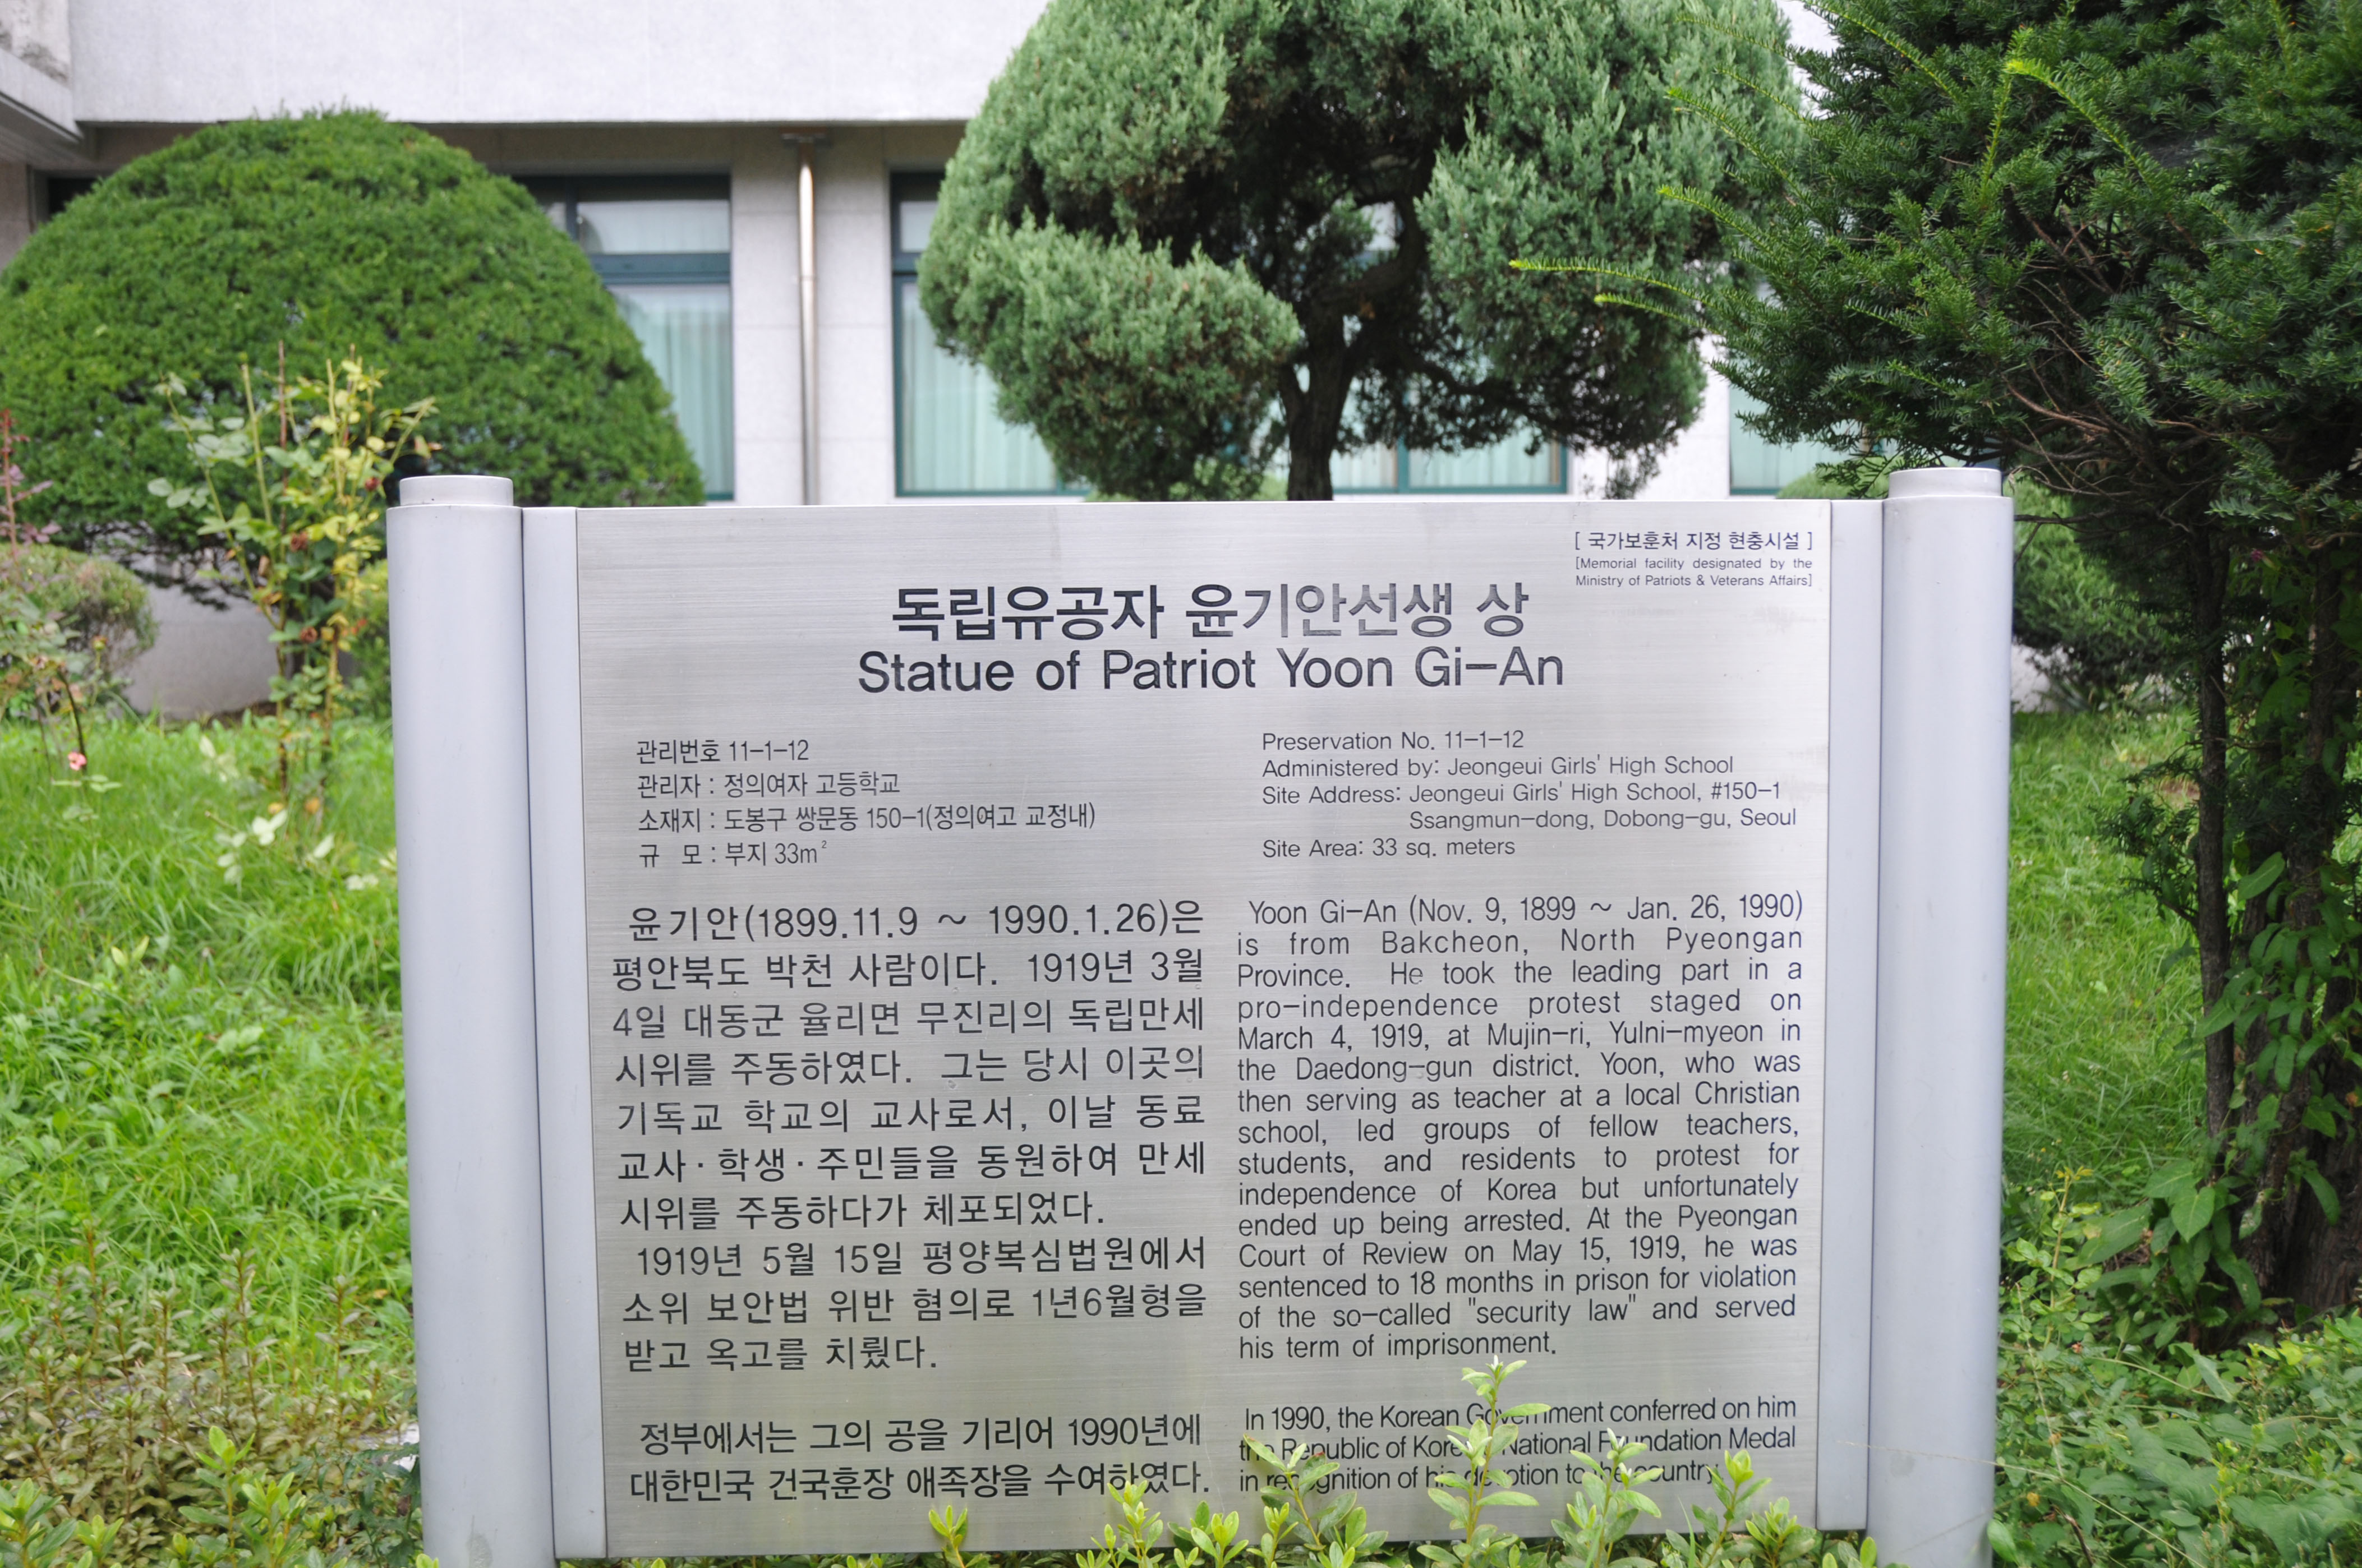 [ 국가보훈처 지정 현충시설 ]
[Memorial facility designated by the
Ministry of Patriots & Veterans Affairs]
독립유공자 윤기안선생 상
Statue of Patriot Yoon Gi-An
관리번호 11-1-12
관리자 : 정의여자 고등학교
소재지 : 도봉구 쌍문동 150-1(정의여고 교정내)
규 모 : 부지 33m²
윤기안(1899.11.9 ~ 1990.1.26)은
평안북도 박천 사람이다. 1919년 3월
4일 대동군 율리면 무진리의 독립만세
시위를 주동하였다. 그는 당시 이곳의
기독교 학교의 교사로서, 이날 동료
교사·학생·주민들을 동원하여 만세
시위를 주동하다가 체포되었다.
1919년 5월 15일 평양복심법원에서
소위 보안법 위반 혐의로 1년6월형을
받고 옥고를 치뤘다.
정부에서는 그의 공을 기리어 1990년에
대한민국 건국훈장 애족장을 수여하였다.
Preservation No. 11-1-12
Administered by: Jeongeui Girls' High School
Site Address: Jeongeui Girls' High School, #150-1
Ssangmun-dong, Dobong-gu, Seoul
Site Area: 33 sq. meters
Yoon Gi-An (Nov. 9, 1899 ~ Jan. 26, 1990)
is from Bakcheon, North Pyeongan
Province. He took the leading part in a
pro-independence protest staged on
March 4, 1919, at Mujin-ri, Yulni-myeon in
the Daedong-gun district. Yoon, who was
then serving as teacher at a local Christian
school, led groups of fellow teachers,
students, and residents to protest for
independence of Korea but unfortunately
ended up being arrested. At the Pyeongan
Court of Review on May 15, 1919, he was
sentenced to 18 months in prison for violation
of the so-called "security law" and served
his term of imprisonment.
In 1990, the Korean Government conferred on him
the Republic of Korea National Foundation Medal
in recognition of his devotion to the country.